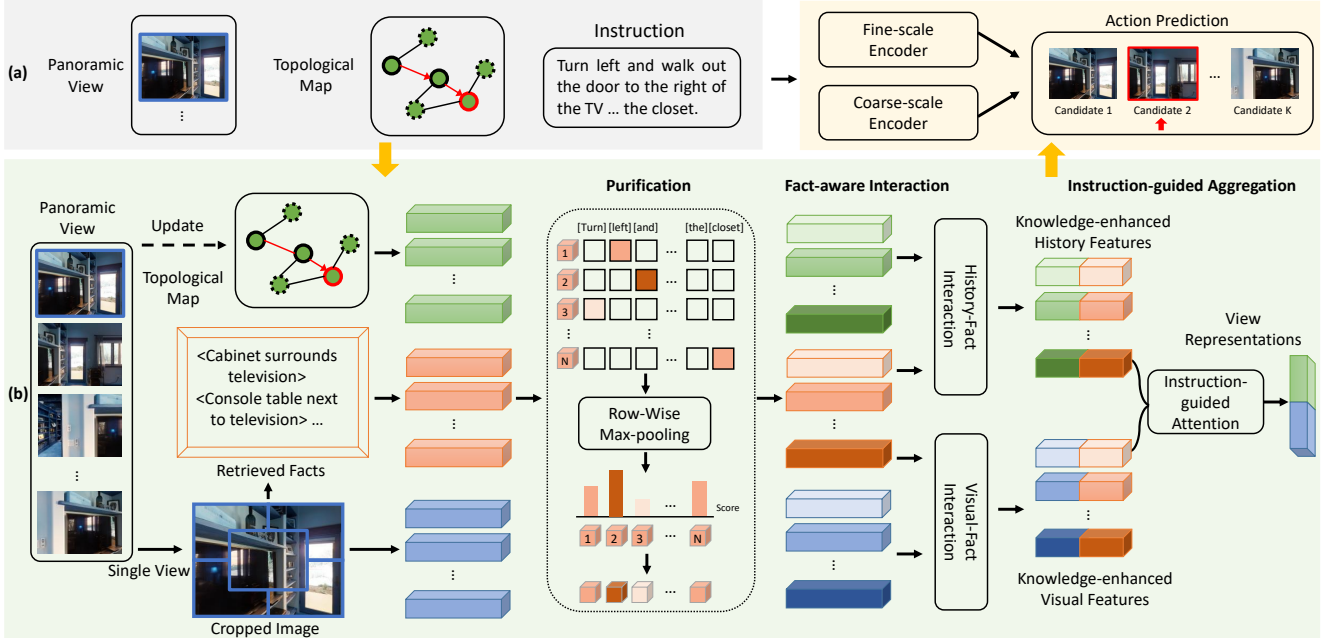 (a)
Panoramic
View
⋮
Topological
Map
Instruction
Turn left and walk out
the door to the right of
the TV ... the closet.
Fine-scale
Encoder
Coarse-scale
Encoder
Action Prediction
...
Candidate 1
Candidate 2
Candidate K
(b)
Panoramic
View
⋮
Update
Topological
Map
<Cabinet surrounds
television>
<Console table next
to television> ...
Retrieved Facts
Single View
Cropped Image
⋮
⋮
⋮
Purification
[Turn] [left] [and] [the] [closet]
1 ...
2 ...
3 ...
⋮ ⋮
N ...
Row-Wise
Max-pooling
... Score
1 2 3 ... N
...
Fact-aware Interaction
⋮
⋮
⋮
History-Fact
Interaction
Visual-Fact
Interaction
Instruction-guided Aggregation
Knowledge-enhanced
History Features
⋮
⋮
Knowledge-enhanced
Visual Features
Instruction-
guided
Attention
View
Representations